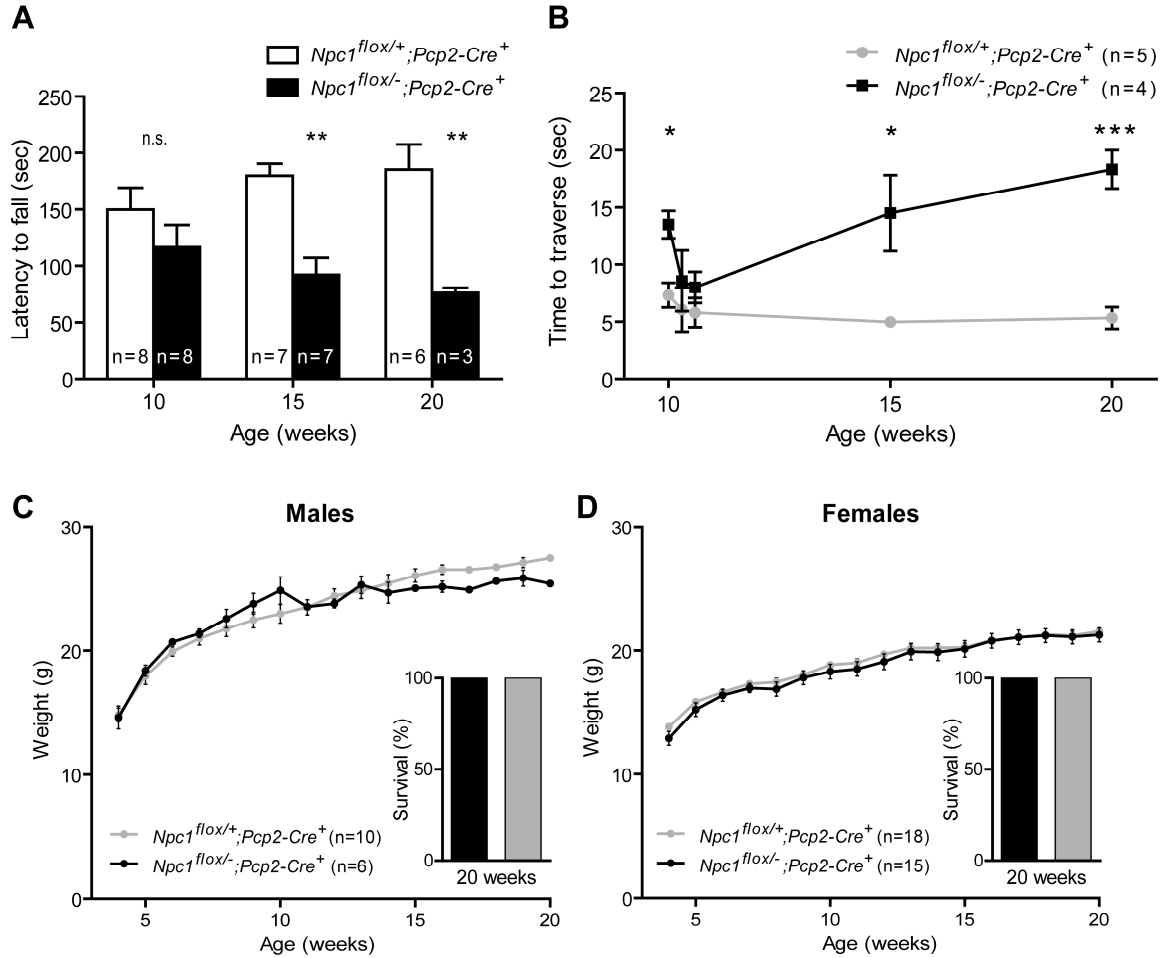 A
Npc1flox/+;Pcp2-Cre+
Npc1flox/-;Pcp2-Cre+
Latency to fall (sec)
250
200
150
100
50
0
n.s.
**
**
n=8
n=8
n=7
n=7
n=6
n=3
10
15
20
Age (weeks)
B
Npc1flox/+;Pcp2-Cre+ (n=5)
Npc1flox/-;Pcp2-Cre+ (n=4)
Time to traverse (sec)
25
20
15
10
5
0
*
*
***
10
15
20
Age (weeks)
C
Males
Weight (g)
30
20
10
0
Npc1flox/+;Pcp2-Cre+ (n=10)
Npc1flox/-;Pcp2-Cre+ (n=6)
Survival (%)
100
50
0
20 weeks
5
10
15
20
Age (weeks)
D
Females
Weight (g)
30
20
10
0
Npc1flox/+;Pcp2-Cre+ (n=18)
Npc1flox/-;Pcp2-Cre+ (n=15)
Survival (%)
100
50
0
20 weeks
5
10
15
20
Age (weeks)